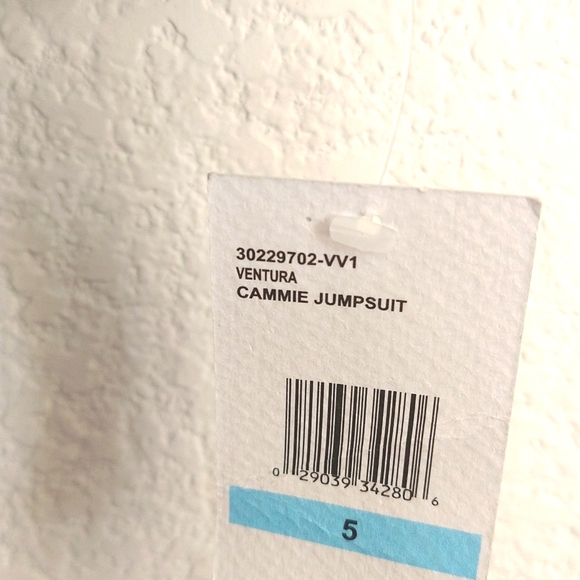 30229702-VV1
VENTURA
CAMMIE JUMPSUIT
0 29039 34280 6
5